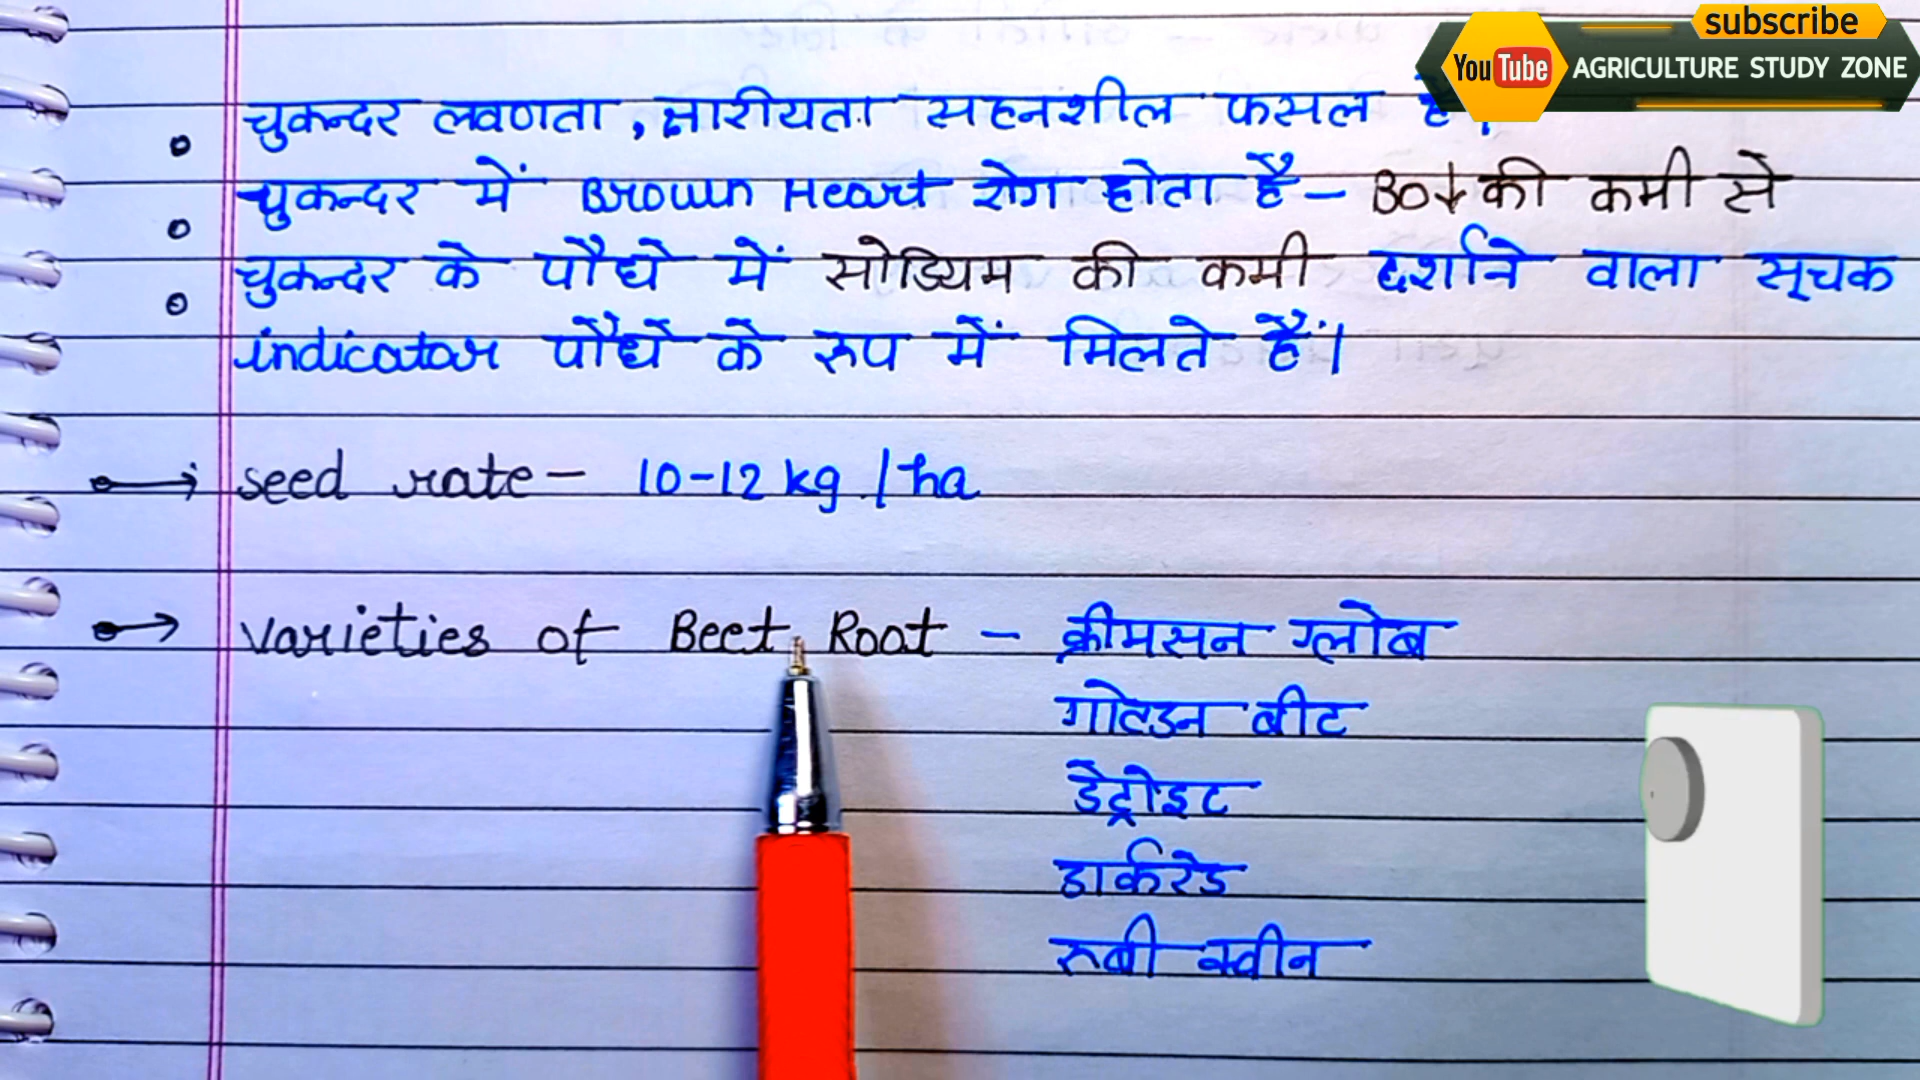 subscribe
YouTube AGRICULTURE STUDY ZONE
• चुकन्दर लवणता, क्षारीयता सहनशील फसल है।
• चुकन्दर में Brown Heart रोग होता है – Bo↓ की कमी से
• चुकन्दर के पौधे में सोडियम की कमी दर्शाने वाला सूचक
indicator पौधे के रूप में मिलते हैं।
→ seed rate – 10-12 kg / ha
→ varieties of Beet Root – क्रीमसन ग्लोब
गोल्डन बीट
डेट्रोइट
डार्करेड
रूबी क्वीन